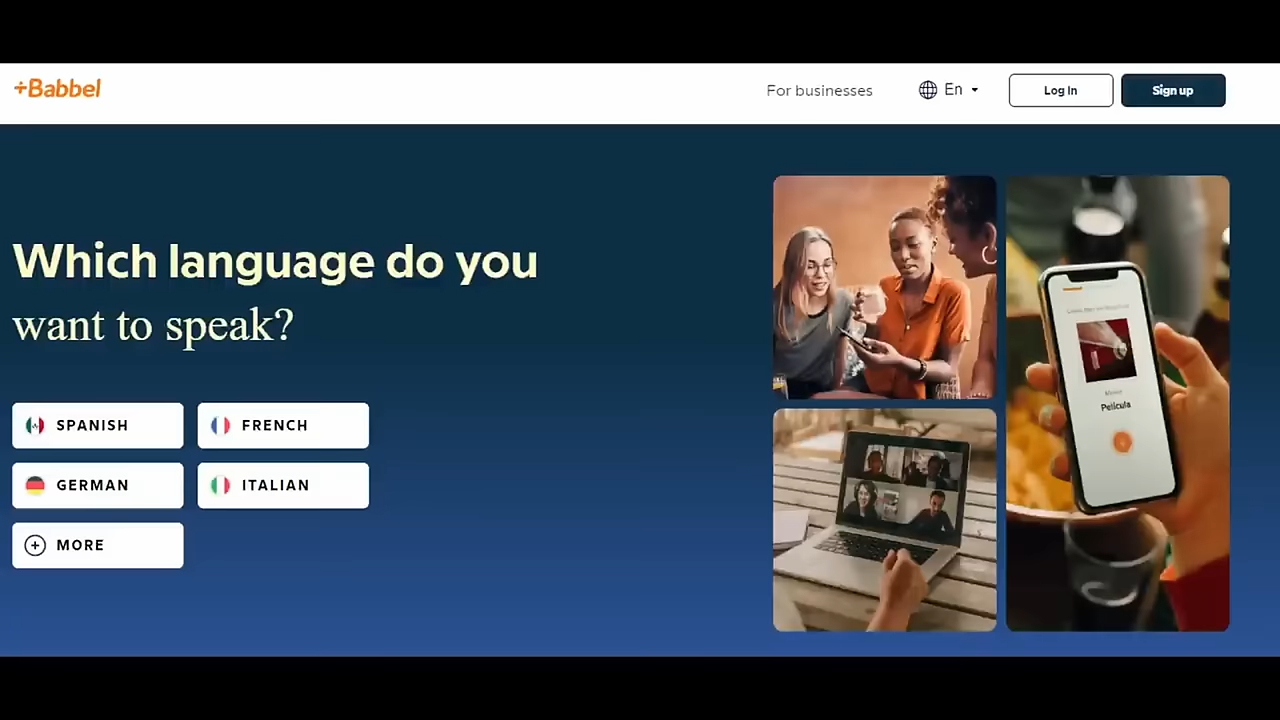 +Babbel
For businesses
En
Log In
Sign up
Which language do you
want to speak?
SPANISH
FRENCH
GERMAN
ITALIAN
MORE
Película